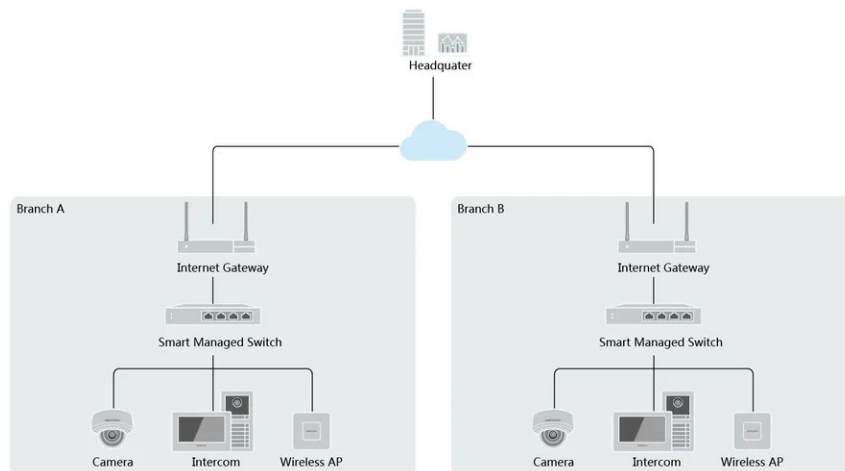 Headquater
Branch A
Branch B
Internet Gateway
Internet Gateway
Smart Managed Switch
Smart Managed Switch
Camera
Intercom
Wireless AP
Camera
Intercom
Wireless AP